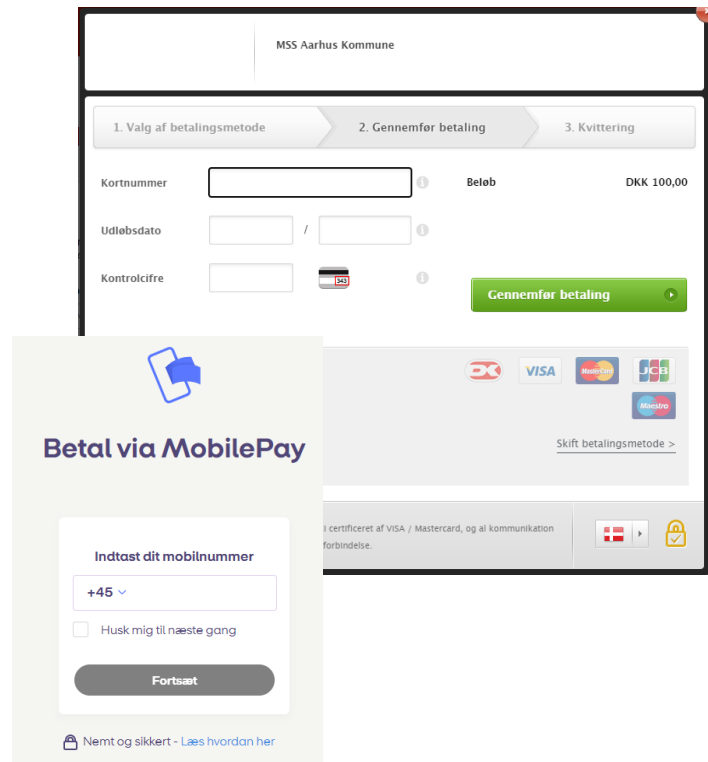 MSS Aarhus Kommune
1. Valg af betalingsmetode
2. Gennemfør betaling
3. Kvittering
Kortnummer
Beløb
DKK 100,00
Udløbsdato
/
Kontrolcifre
343
Gennemfør betaling
VISA
MasterCard
JCB
Maestro
Skift betalingsmetode >
certificeret af VISA / Mastercard, og al kommunikation
forbindelse.
Betal via MobilePay
Indtast dit mobilnummer
+45
Husk mig til næste gang
Fortsæt
Nemt og sikkert - Læs hvordan her